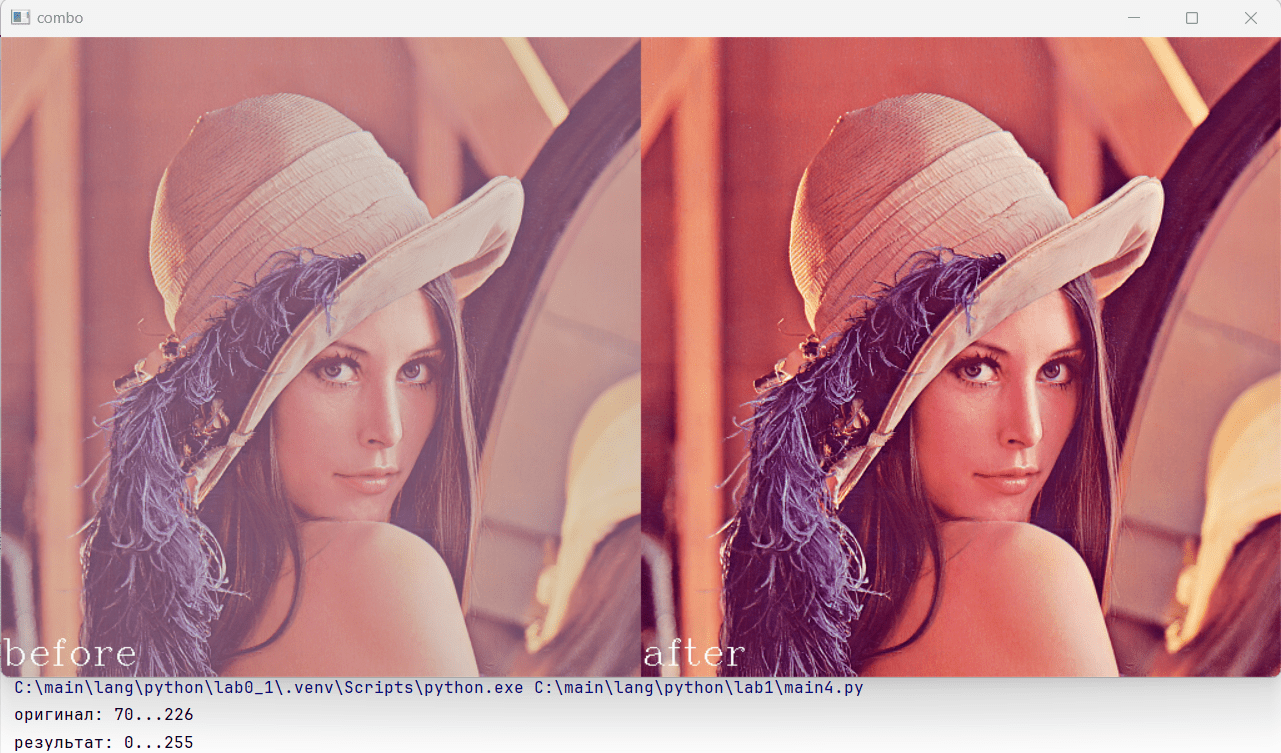 combo
before
after
C:\main\lang\python\lab0_1\.venv\Scripts\python.exe C:\main\lang\python\lab1\main4.py
оригинал: 70...226
результат: 0...255